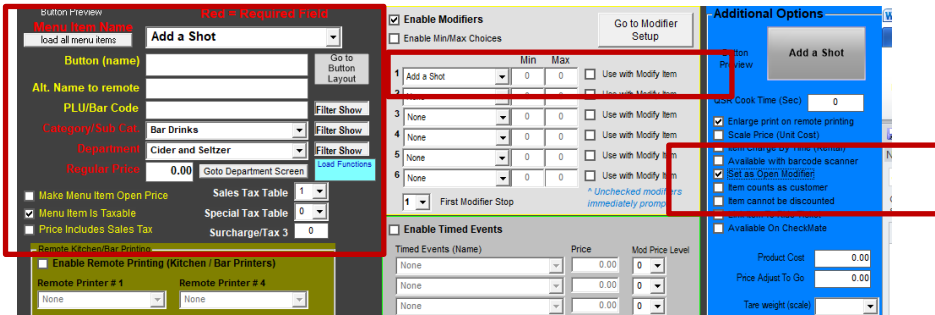 Button Preview
Red = Required Field
Menu Item Name
load all menu items
Add a Shot
Button (name)
Go to
Button
Layout
Alt. Name to remote
PLU/Bar Code
Filter Show
Category/Sub Cat.
Bar Drinks
Filter Show
Department
Cider and Seltzer
Filter Show
Regular Price
0.00
Goto Department Screen
Load Functions
Make Menu Item Open Price
Sales Tax Table
1
Menu Item Is Taxable
Special Tax Table
0
Price Includes Sales Tax
Surcharge/Tax 3
0
Remote Kitchen/Bar Printing
Enable Remote Printing (Kitchen / Bar Printers)
Remote Printer # 1
Remote Printer # 4
None
None
Enable Modifiers
Go to Modifier
Setup
Enable Min/Max Choices
Min Max
1 Add a Shot 0 0 Use with Modify Item
2 None 0 0 Use with Modify Item
3 None 0 0 Use with Modify Item
4 None 0 0 Use with Modify Item
5 None 0 0 Use with Modify Item
6 None 0 0 Use with Modify Item
1 First Modifier Stop
^ Unchecked modifiers
immediately prompt
Enable Timed Events
Timed Events (Name) Price Mod Price Level
None 0.00 0
None 0.00 0
None 0.00 0
Additional Options
Button
Preview
Add a Shot
QSR Cook Time (Sec) 0
Enlarge print on remote printing
Scale Price (Unit Cost)
Item Charge By Time (Rental)
Available with barcode scanner
Set as Open Modifier
Item counts as customer
Item cannot be discounted
Available On CheckMate
Product Cost 0.00
Price Adjust To Go 0.00
Tare weight (scale)